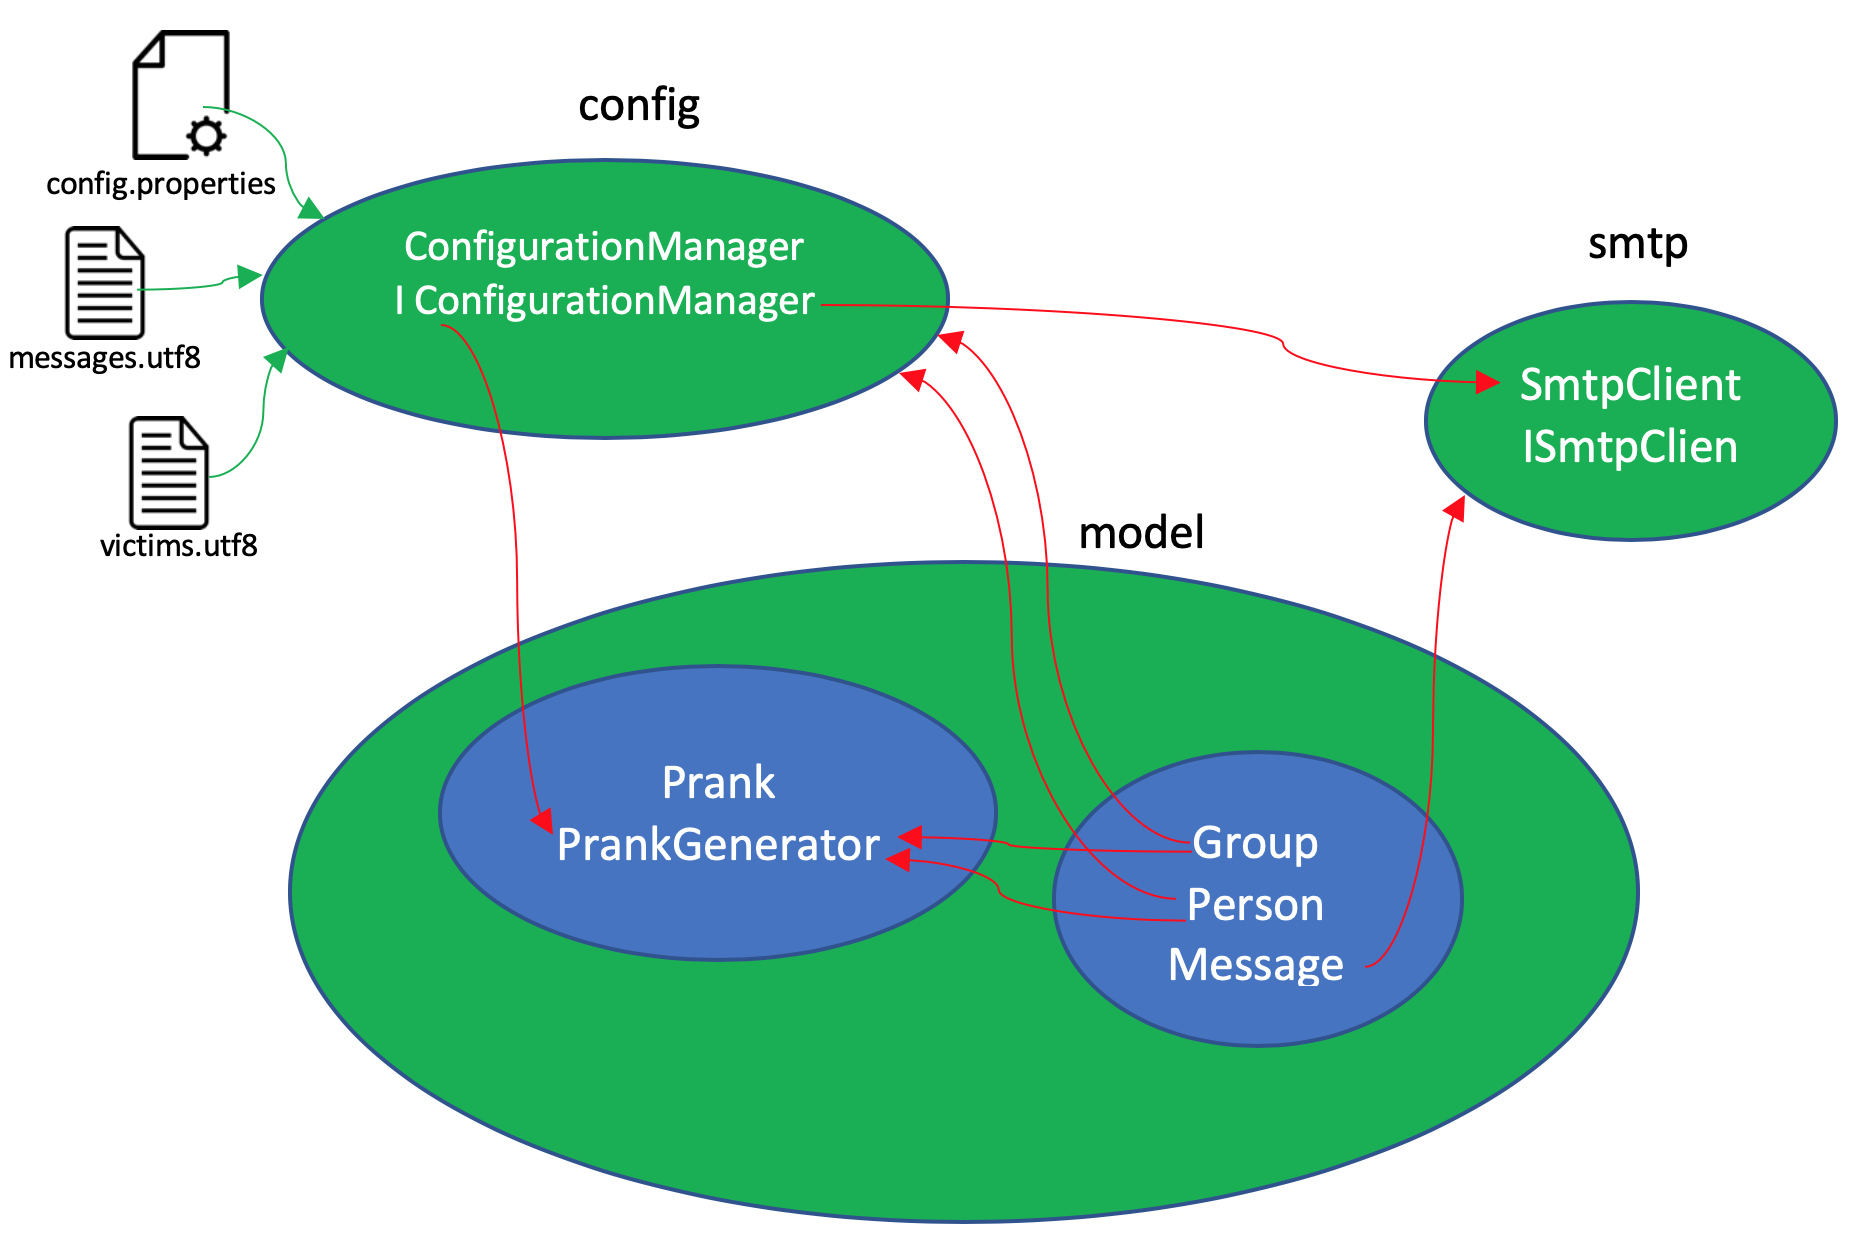 config.properties
messages.utf8
victims.utf8
config
ConfigurationManager
I ConfigurationManager
smtp
SmtpClient
ISmtpClien
model
Prank
PrankGenerator
Group
Person
Message